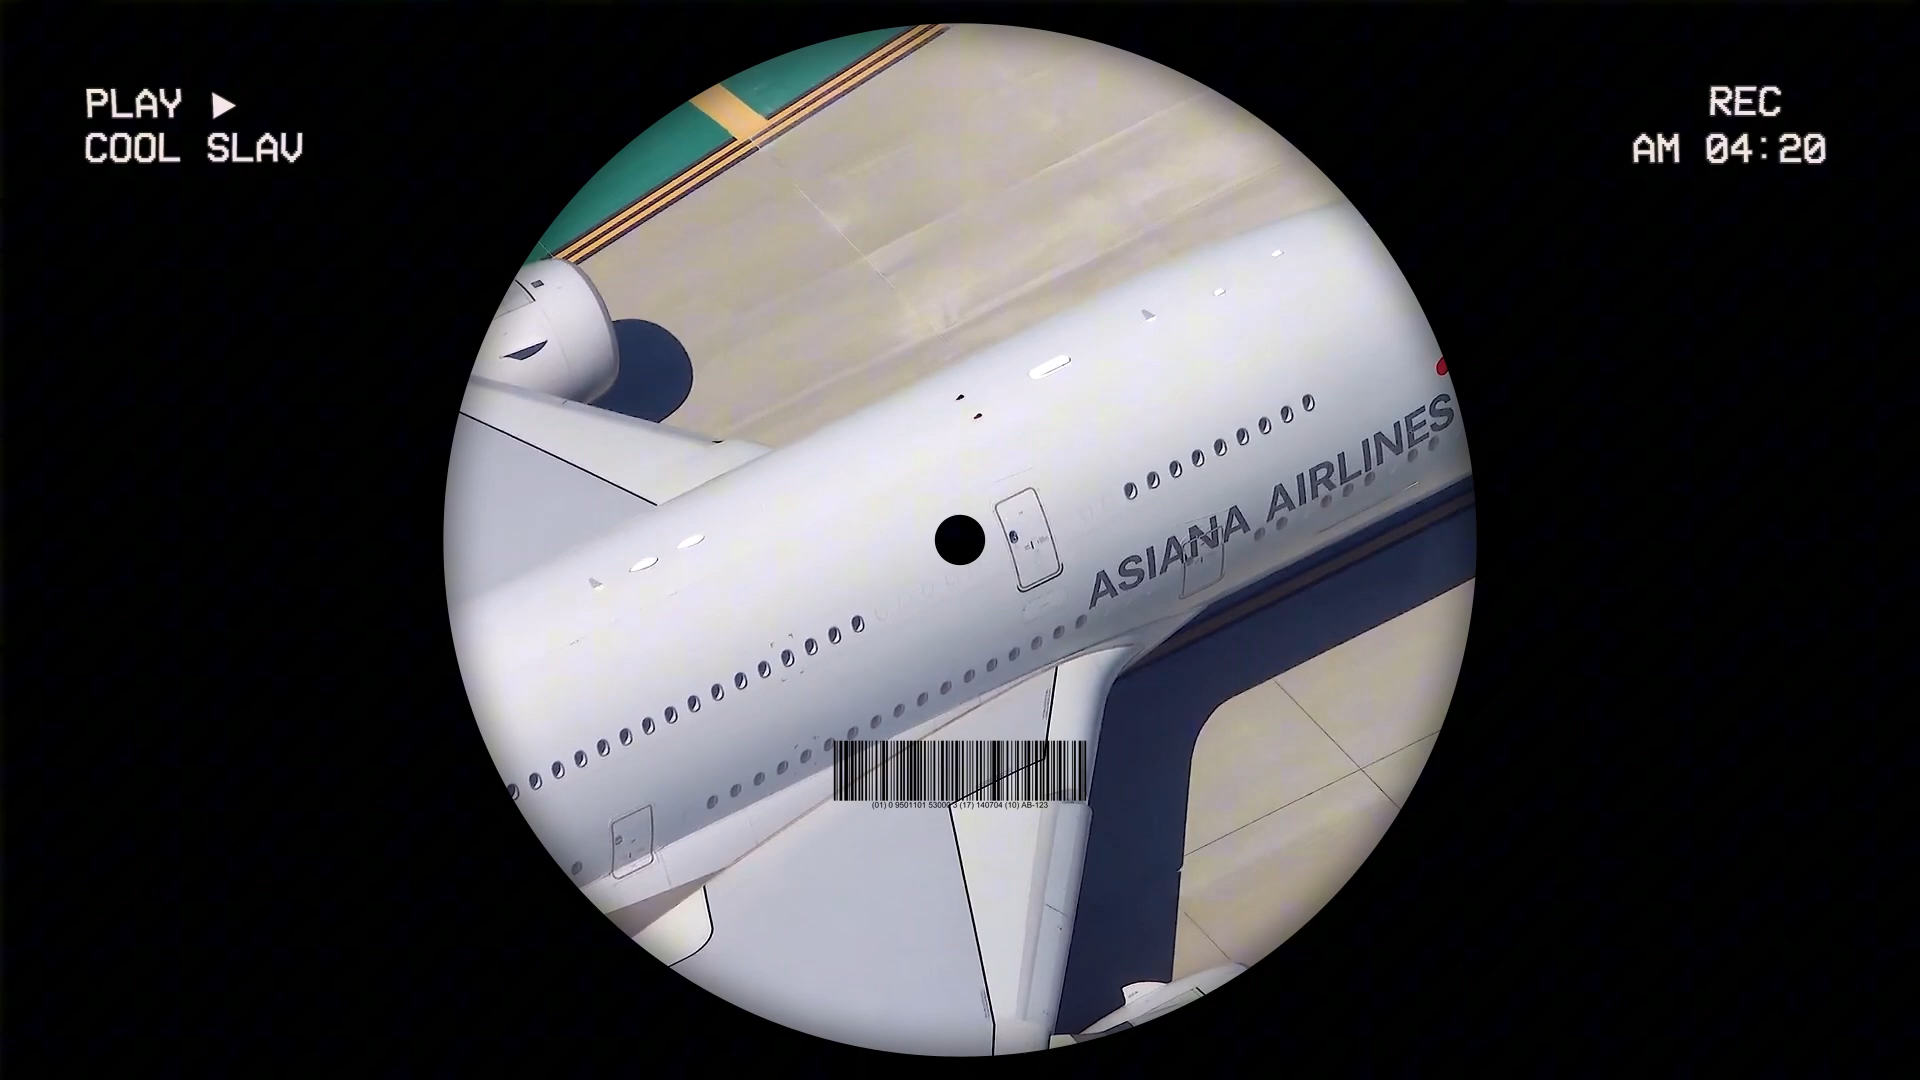 PLAY ▶
COOL SLAV
REC
AM 04:20
ASIANA AIRLINES
(01) 0 9501101 53000 3 (17) 140704 (10) AB-123